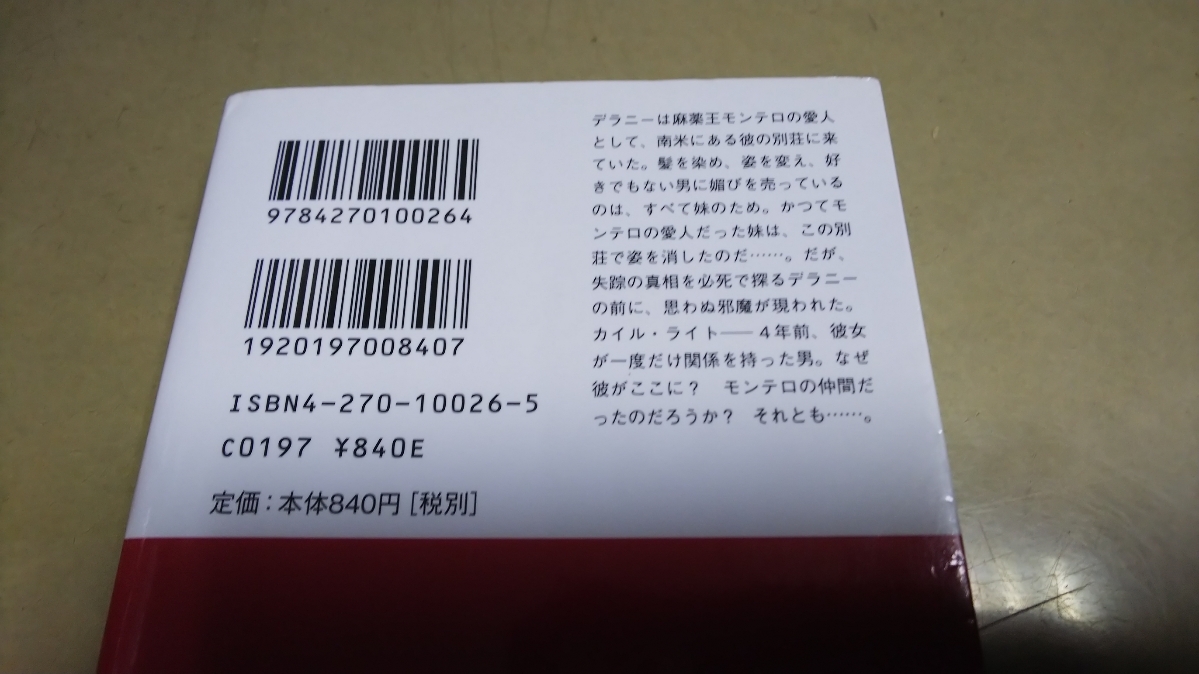 9784270100264
1920197008407
ISBN4-270-10026-5
C0197 ¥840E
定価：本体840円［税別］
デラニーは麻薬王モンテロの愛人
として、南米にある彼の別荘に来
ていた。髪を染め、姿を変え、好
きでもない男に媚びを売っている
のは、すべて妹のため。かつてモ
ンテロの愛人だった妹は、この別
荘で姿を消したのだ……。だが、
失踪の真相を必死で探るデラニー
の前に、思わぬ邪魔が現われた。
カイル・ライト――４年前、彼女
が一度だけ関係を持った男。なぜ
彼がここに？　モンテロの仲間だ
ったのだろうか？　それとも……。